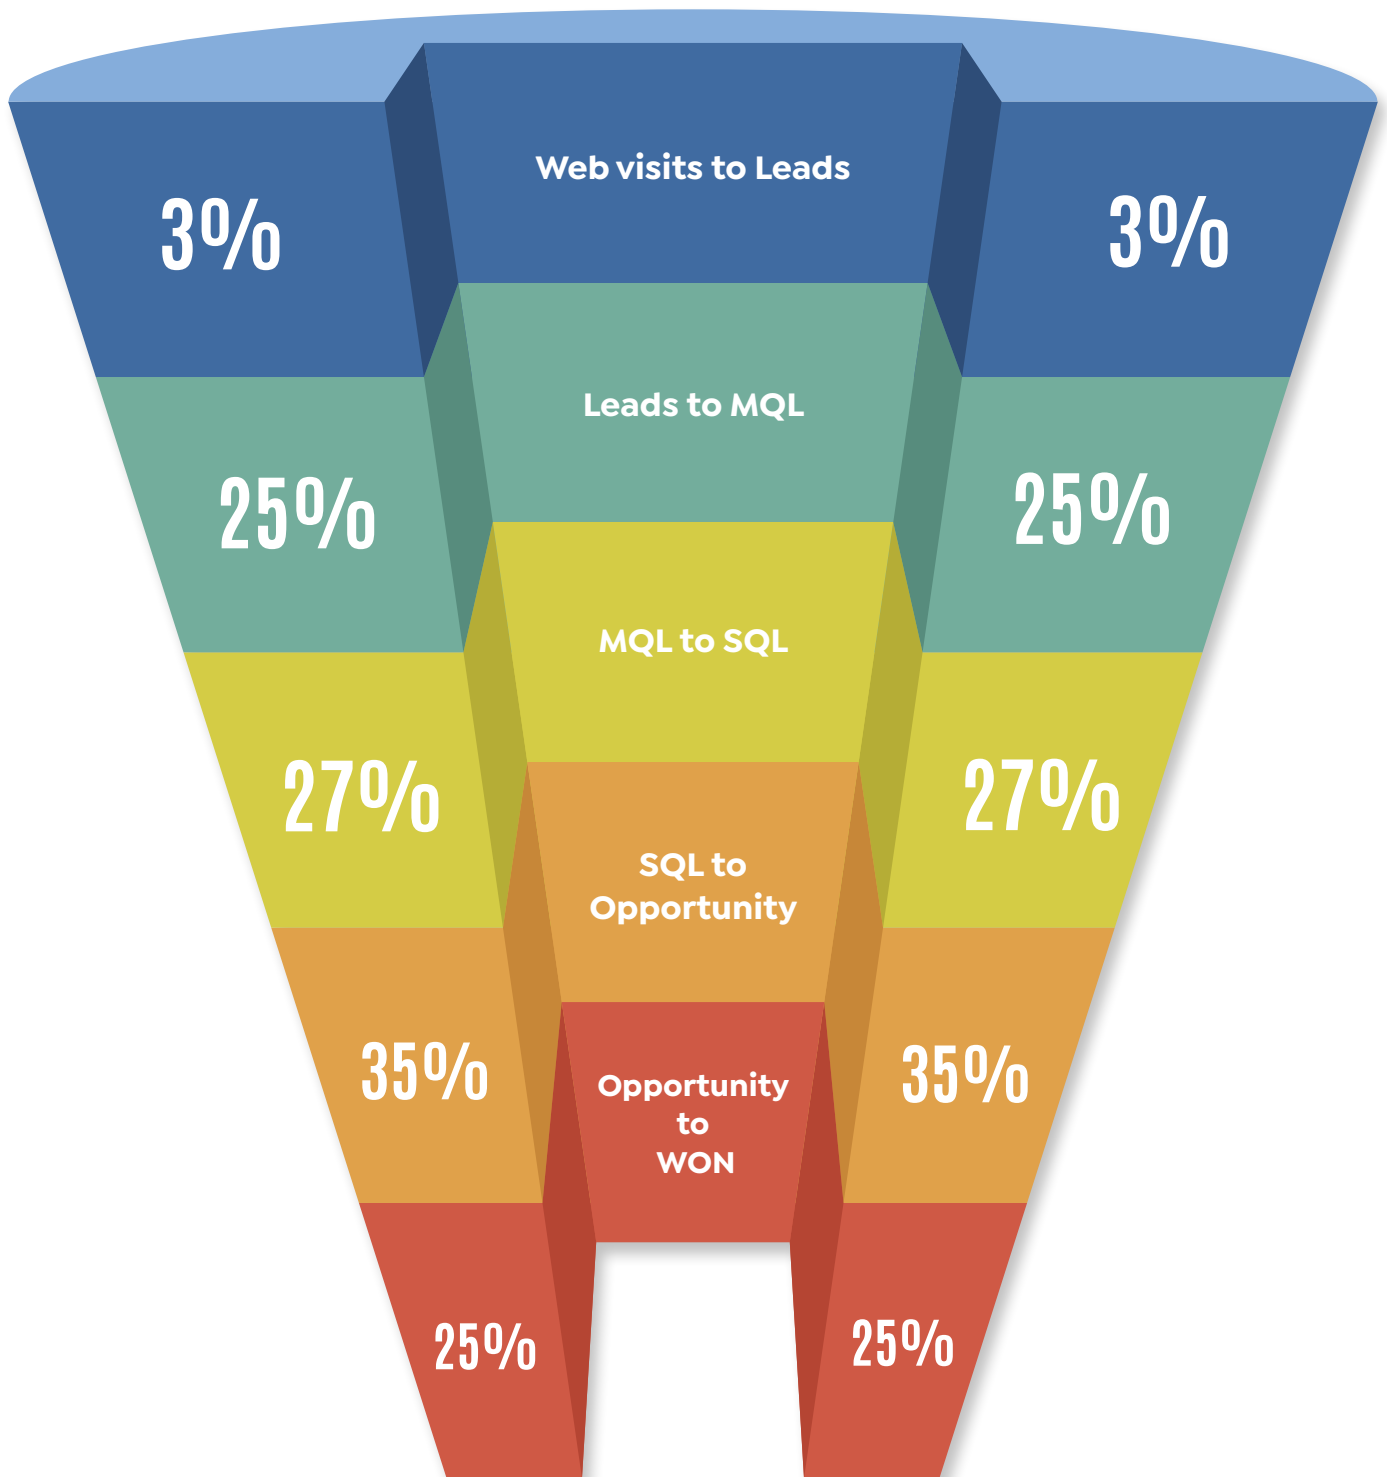 Web visits to Leads
3%
3%
Leads to MQL
25%
25%
MQL to SQL
27%
27%
SQL to
Opportunity
35%
35%
Opportunity
to
WON
25%
25%